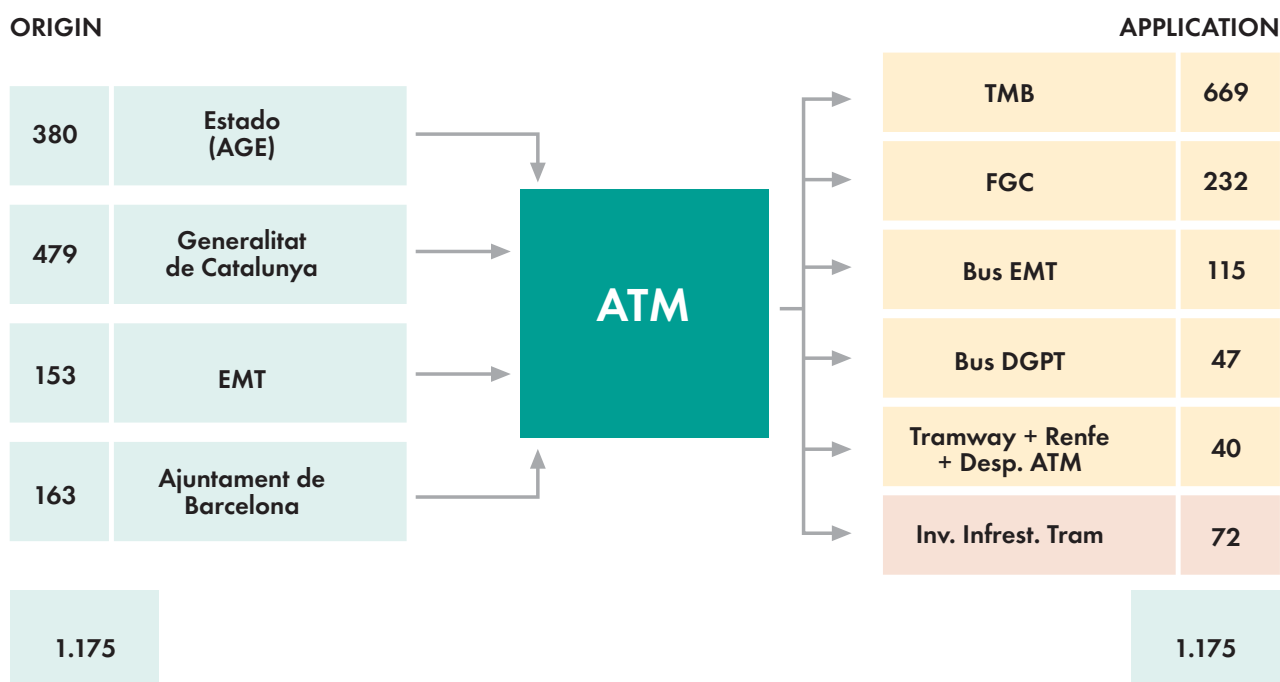 ORIGIN
APPLICATION
380
Estado
(AGE)
479
Generalitat
de Catalunya
153
EMT
163
Ajuntament de
Barcelona
1.175
ATM
TMB
669
FGC
232
Bus EMT
115
Bus DGPT
47
Tramway + Renfe
+ Desp. ATM
40
Inv. Infrest. Tram
72
1.175